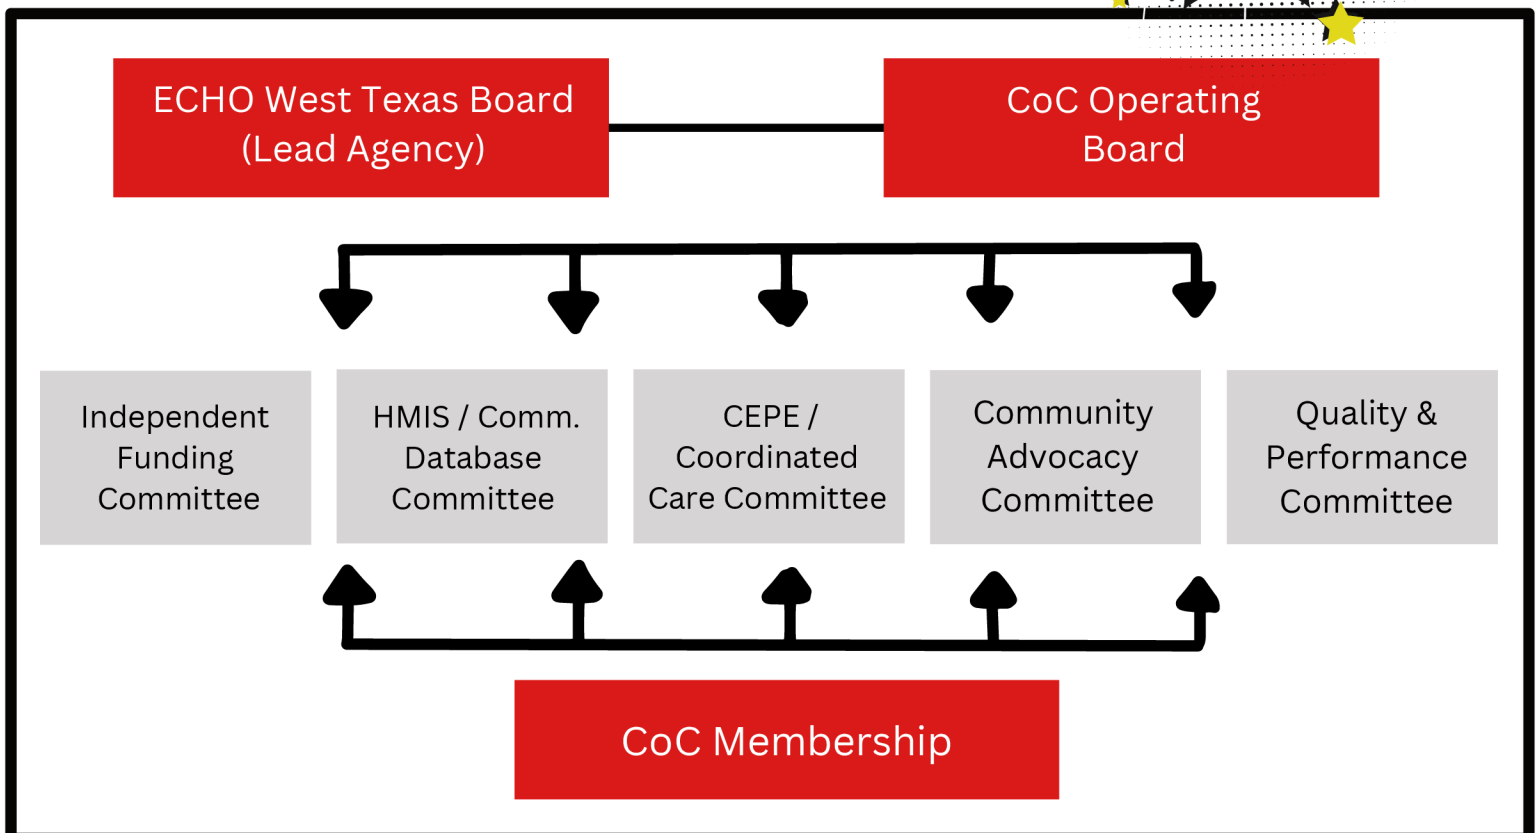 ECHO West Texas Board
(Lead Agency)
CoC Operating
Board
Independent
Funding
Committee
HMIS / Comm.
Database
Committee
CEPE /
Coordinated
Care Committee
Community
Advocacy
Committee
Quality &
Performance
Committee
CoC Membership